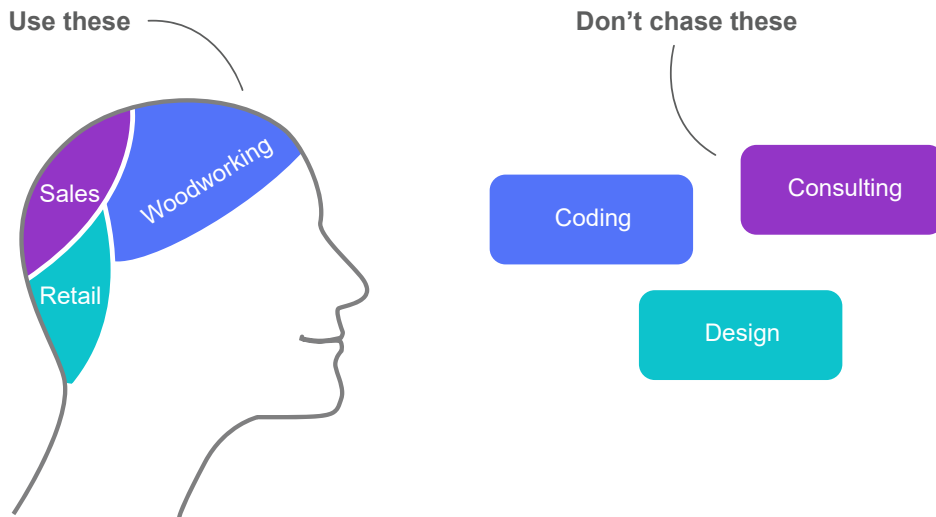 Use these
Don’t chase these
Sales
Woodworking
Retail
Coding
Consulting
Design